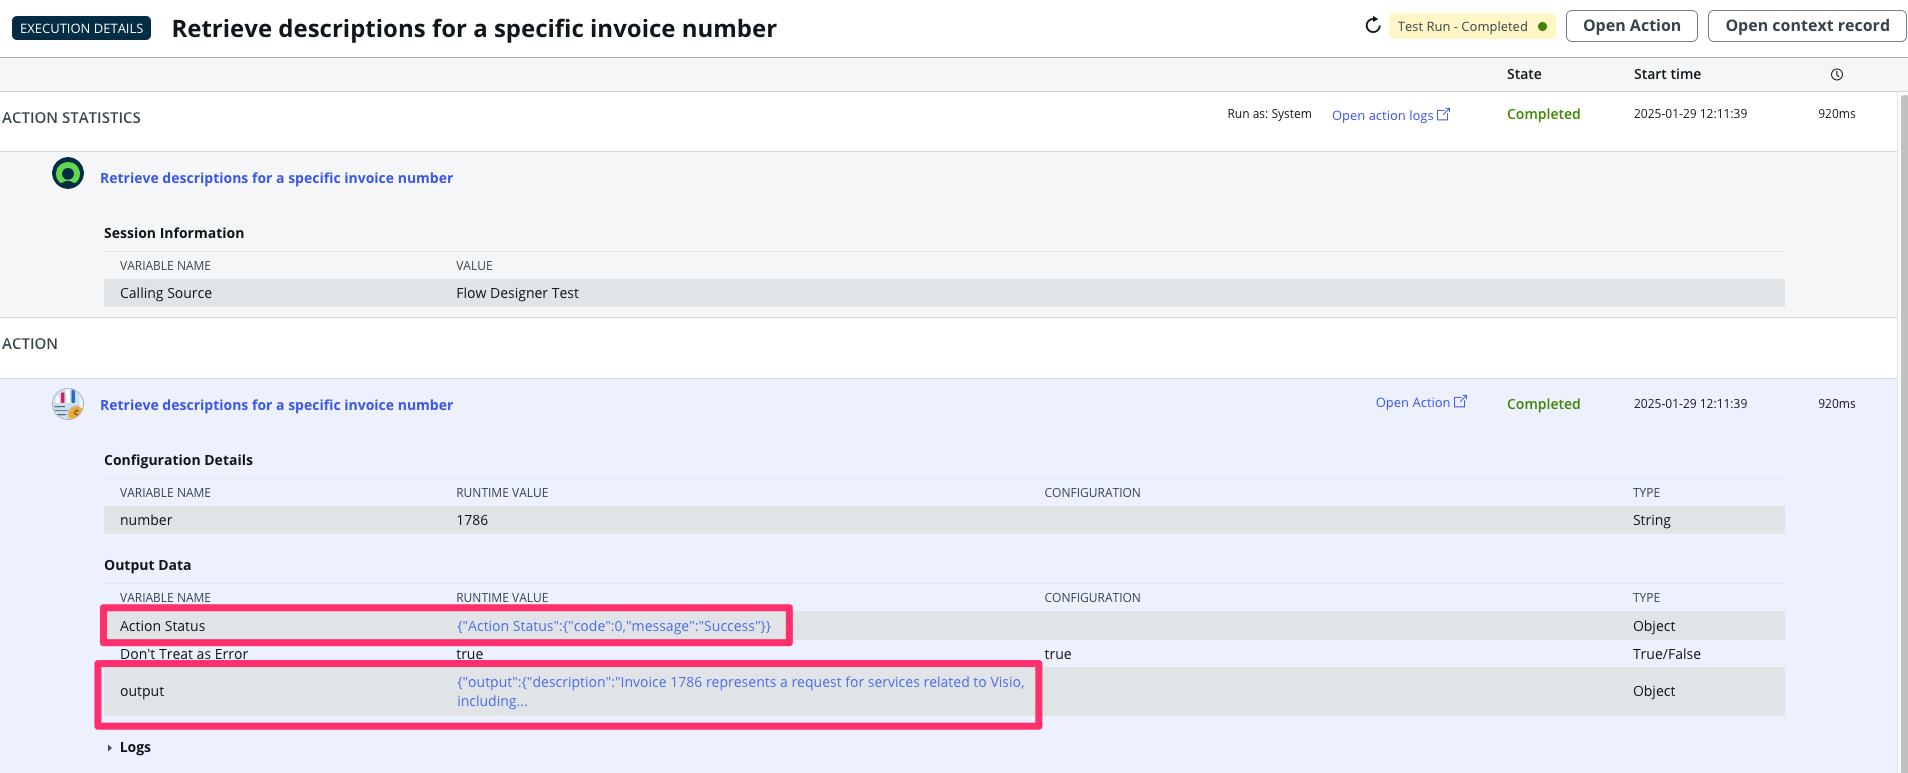 EXECUTION DETAILS Retrieve descriptions for a specific invoice number Test Run - Completed Open Action Open context record
State Start time
ACTION STATISTICS Run as: System Open action logs Completed 2025-01-29 12:11:39 920ms
Retrieve descriptions for a specific invoice number
Session Information
VARIABLE NAME VALUE
Calling Source Flow Designer Test
ACTION
Retrieve descriptions for a specific invoice number Open Action Completed 2025-01-29 12:11:39 920ms
Configuration Details
VARIABLE NAME RUNTIME VALUE CONFIGURATION TYPE
number 1786 String
Output Data
VARIABLE NAME RUNTIME VALUE CONFIGURATION TYPE
Action Status {"Action Status":{"code":0,"message":"Success"}} Object
Don't Treat as Error true true True/False
output {"output":{"description":"Invoice 1786 represents a request for services related to Visio, Object
including...
Logs